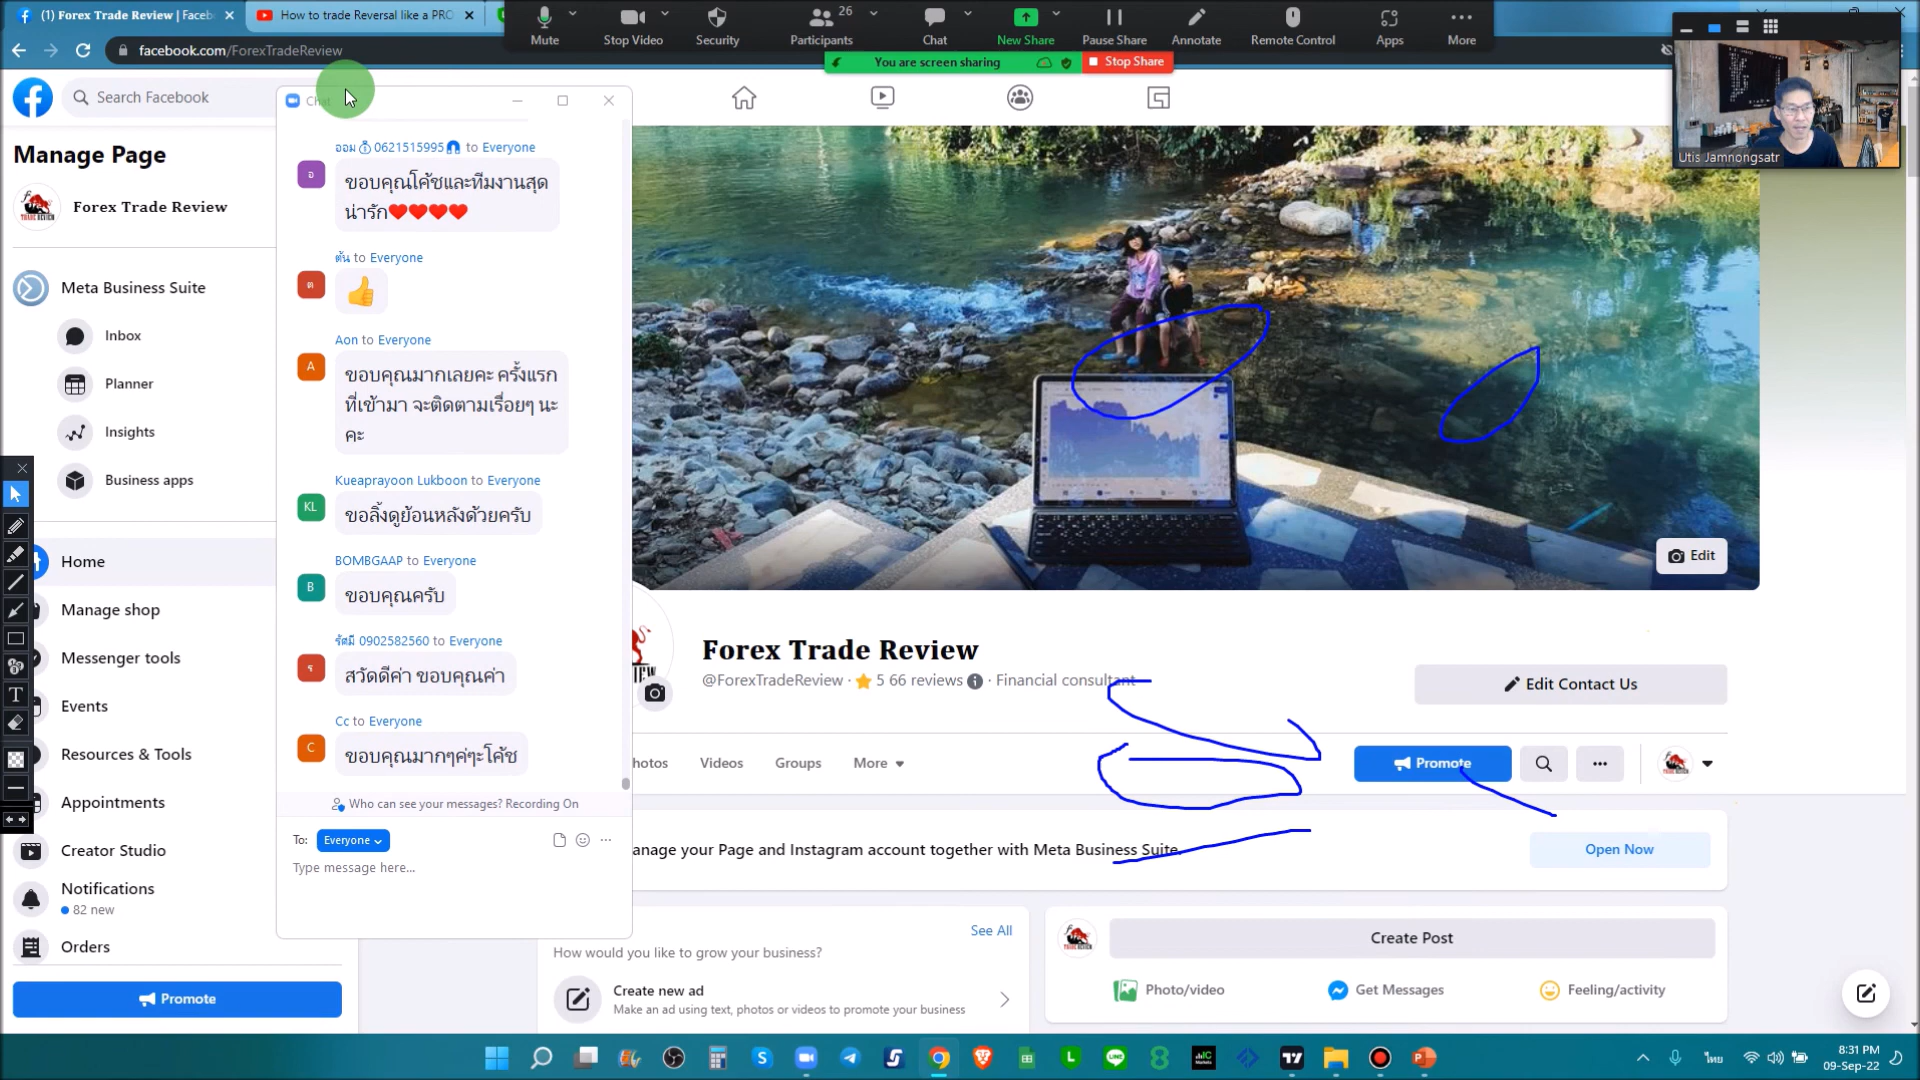 (1) Forex Trade Review | Faceb
How to trade Reversal like a PRO
facebook.com/ForexTradeReview
Mute
Stop Video
Security
Participants
26
Chat
New Share
Pause Share
Annotate
Remote Control
Apps
More
You are screen sharing
Stop Share
Utis Jamnongsatr
Search Facebook
Manage Page
Forex Trade Review
Meta Business Suite
Inbox
Planner
Insights
Business apps
Home
Manage shop
Messenger tools
Events
Resources & Tools
Appointments
Creator Studio
Notifications
82 new
Orders
Promote
Chat
ออม 0621515995 to Everyone
อ
ขอบคุณโค้ชและทีมงานสุด
น่ารัก❤❤❤❤
ต้น to Everyone
ต
👍
Aon to Everyone
A
ขอบคุณมากเลยคะ ครั้งแรก
ที่เข้ามา จะติดตามเรื่อยๆ นะ
คะ
Kueaprayoon Lukboon to Everyone
KL
ขอลิ้งดูย้อนหลังด้วยครับ
BOMBGAAP to Everyone
B
ขอบคุณครับ
รัศมี 0902582560 to Everyone
ร
สวัดดีค่า ขอบคุณค่า
Cc to Everyone
C
ขอบคุณมากๆค่ๆะโค้ช
Who can see your messages? Recording On
To: Everyone
Type message here...
Edit
Forex Trade Review
@ForexTradeReview · 5 66 reviews · Financial consultant
Edit Contact Us
hotos
Videos
Groups
More
Promote
anage your Page and Instagram account together with Meta Business Suite.
Open Now
See All
How would you like to grow your business?
Create new ad
Make an ad using text, photos or videos to promote your business
Create Post
Photo/video
Get Messages
Feeling/activity
ไทย
8:31 PM
09-Sep-22